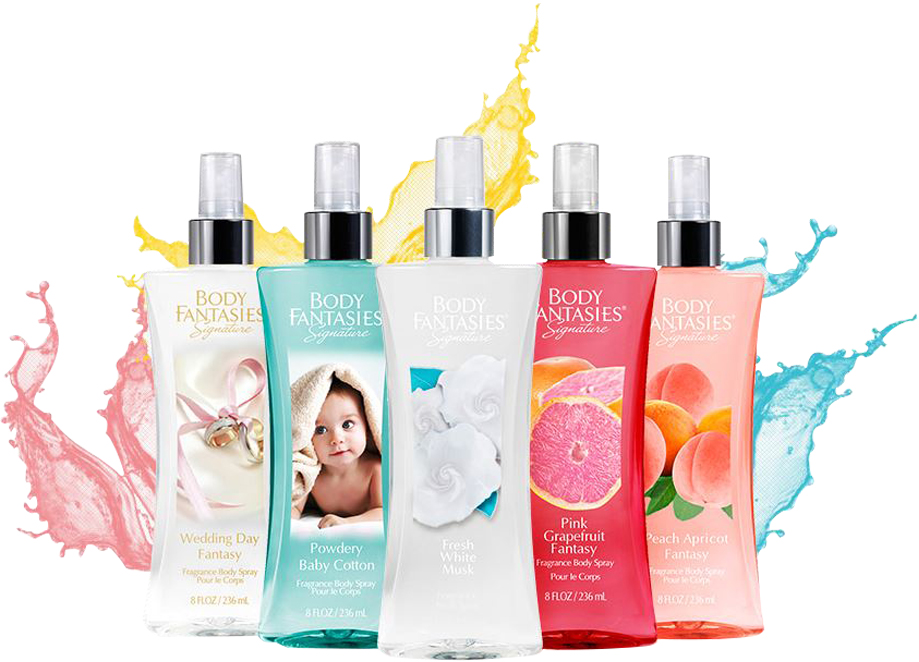 BODY
FANTASIES
Signature
Wedding Day
Fantasy
Fragrance Body Spray
Pour le Corps
8 FL OZ / 236 mL
BODY
FANTASIES
Signature
Powdery
Baby Cotton
Fragrance Body Spray
Pour le Corps
8 FL OZ / 236 mL
BODY
FANTASIES®
Signature
Fresh
White
Musk
BODY
FANTASIES®
Signature
Pink
Grapefruit
Fantasy
Fragrance Body Spray
Pour le Corps
8 FL OZ / 236 mL
BODY
FANTASIES®
Signature
Peach Apricot
Fantasy
Fragrance Body Spray
Pour le Corps
8 FL OZ / 236 mL